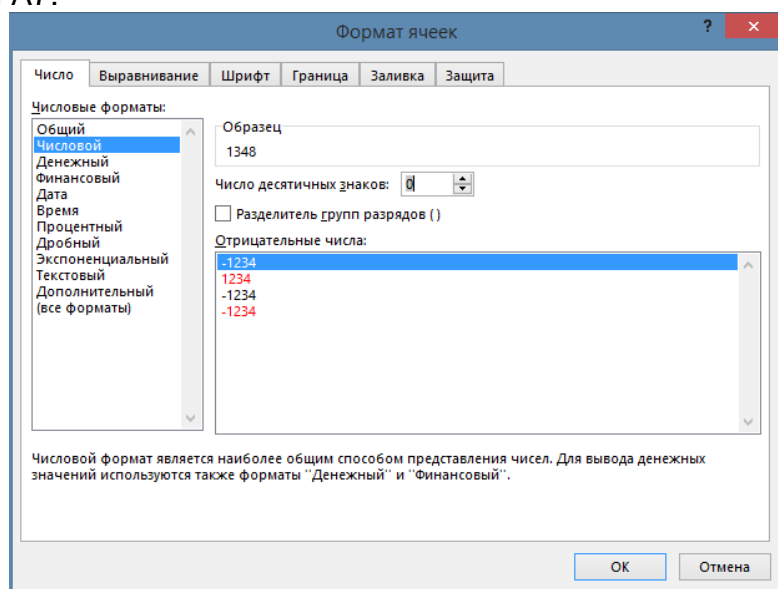 Формат ячеек
?
×
Число Выравнивание Шрифт Граница Заливка Защита
Числовые форматы:
Общий
Числовой
Денежный
Финансовый
Дата
Время
Процентный
Дробный
Экспоненциальный
Текстовый
Дополнительный
(все форматы)
Образец
1348
Число десятичных знаков: 0
Разделитель групп разрядов ( )
Отрицательные числа:
-1234
1234
-1234
-1234
Числовой формат является наиболее общим способом представления чисел. Для вывода денежных
значений используются также форматы "Денежный" и "Финансовый".
ОК Отмена